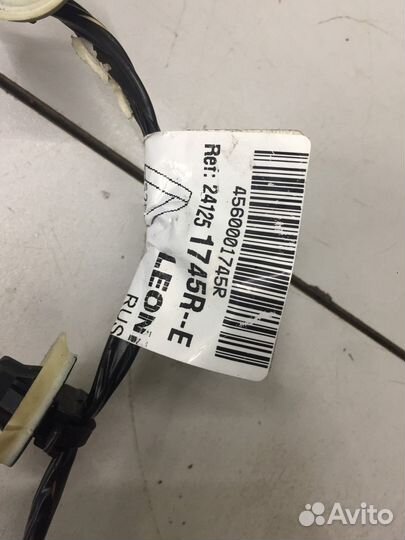 4560001745R
Ref: 24125 1745R--E
LEON
RUS
Avito